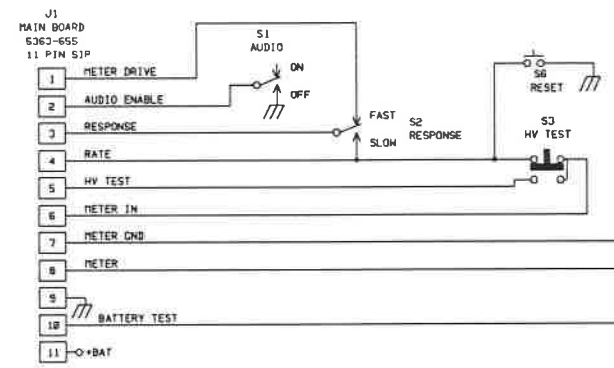 J1
MAIN BOARD
5363-655
11 PIN SIP
1 METER DRIVE
2 AUDIO ENABLE
3 RESPONSE
4 RATE
5 HV TEST
6 METER IN
7 METER GND
8 METER
9
10 BATTERY TEST
11 +BAT
S1
AUDIO
ON
OFF
FAST
SLOW
S2
RESPONSE
S6
RESET
S3
HV TEST